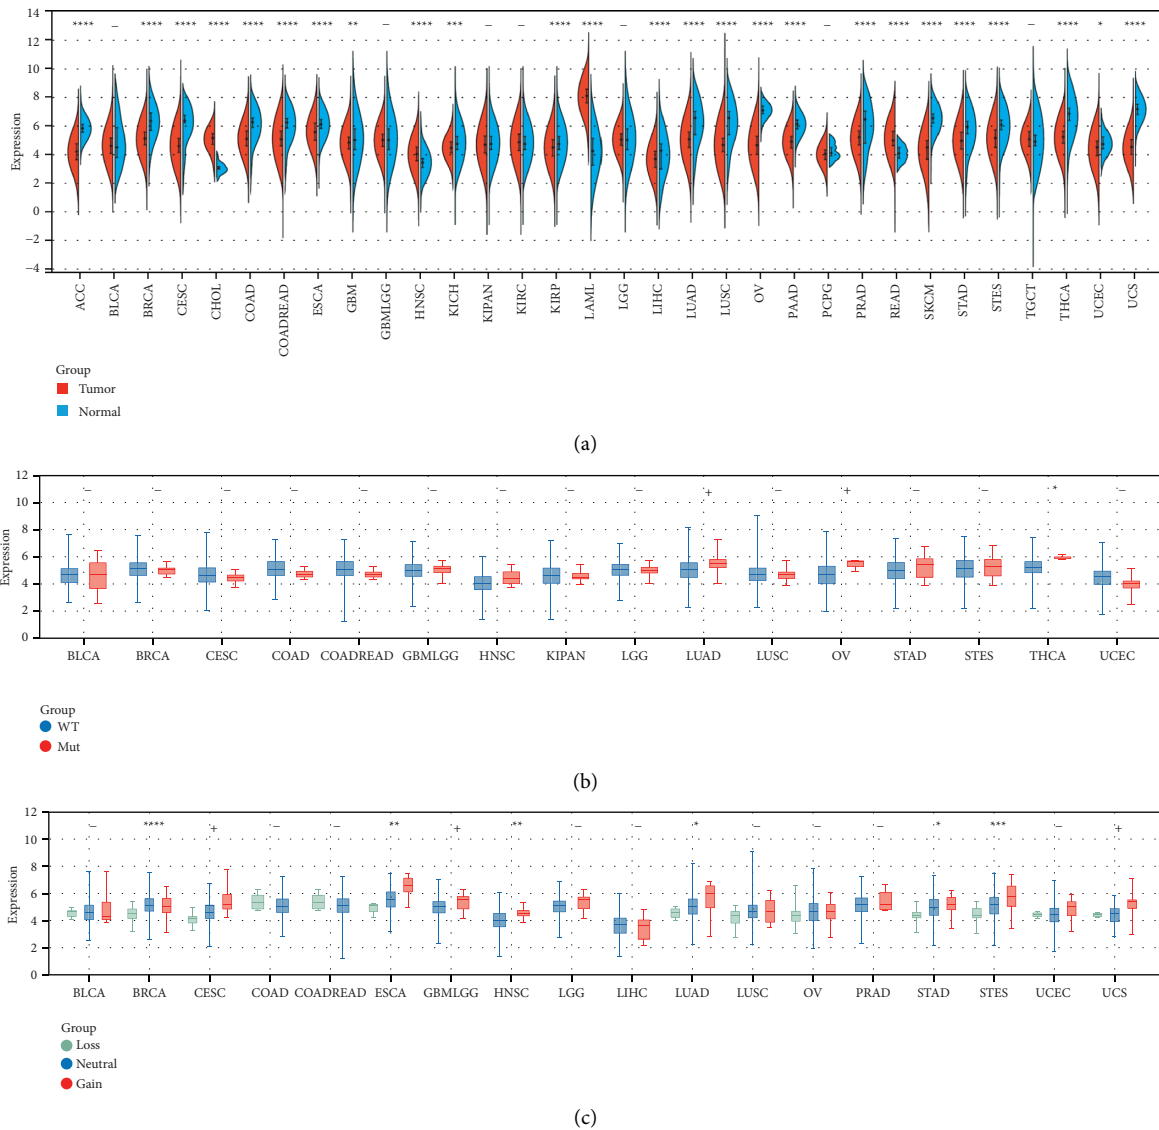 **** – **** **** **** **** **** **** ** – **** *** – – **** **** – **** **** **** **** **** – **** **** **** **** **** – **** * ****
14
12
10
8
6
4
2
0
−2
−4
Expression
ACC BLCA BRCA CESC CHOL COAD COADREAD ESCA GBM GBMLGG HNSC KICH KIPAN KIRC KIRP LAML LGG LIHC LUAD LUSC OV PAAD PCPG PRAD READ SKCM STAD STES TGCT THCA UCEC UCS
Group
Tumor
Normal
(a)
– – – – – – – – – + – + – – * –
12
10
8
6
4
2
0
Expression
BLCA BRCA CESC COAD COADREAD GBMLGG HNSC KIPAN LGG LUAD LUSC OV STAD STES THCA UCEC
Group
WT
Mut
(b)
– **** + – – ** + ** – – * – – – * *** – +
12
10
8
6
4
2
0
Expression
BLCA BRCA CESC COAD COADREAD ESCA GBMLGG HNSC LGG LIHC LUAD LUSC OV PRAD STAD STES UCEC UCS
Group
Loss
Neutral
Gain
(c)